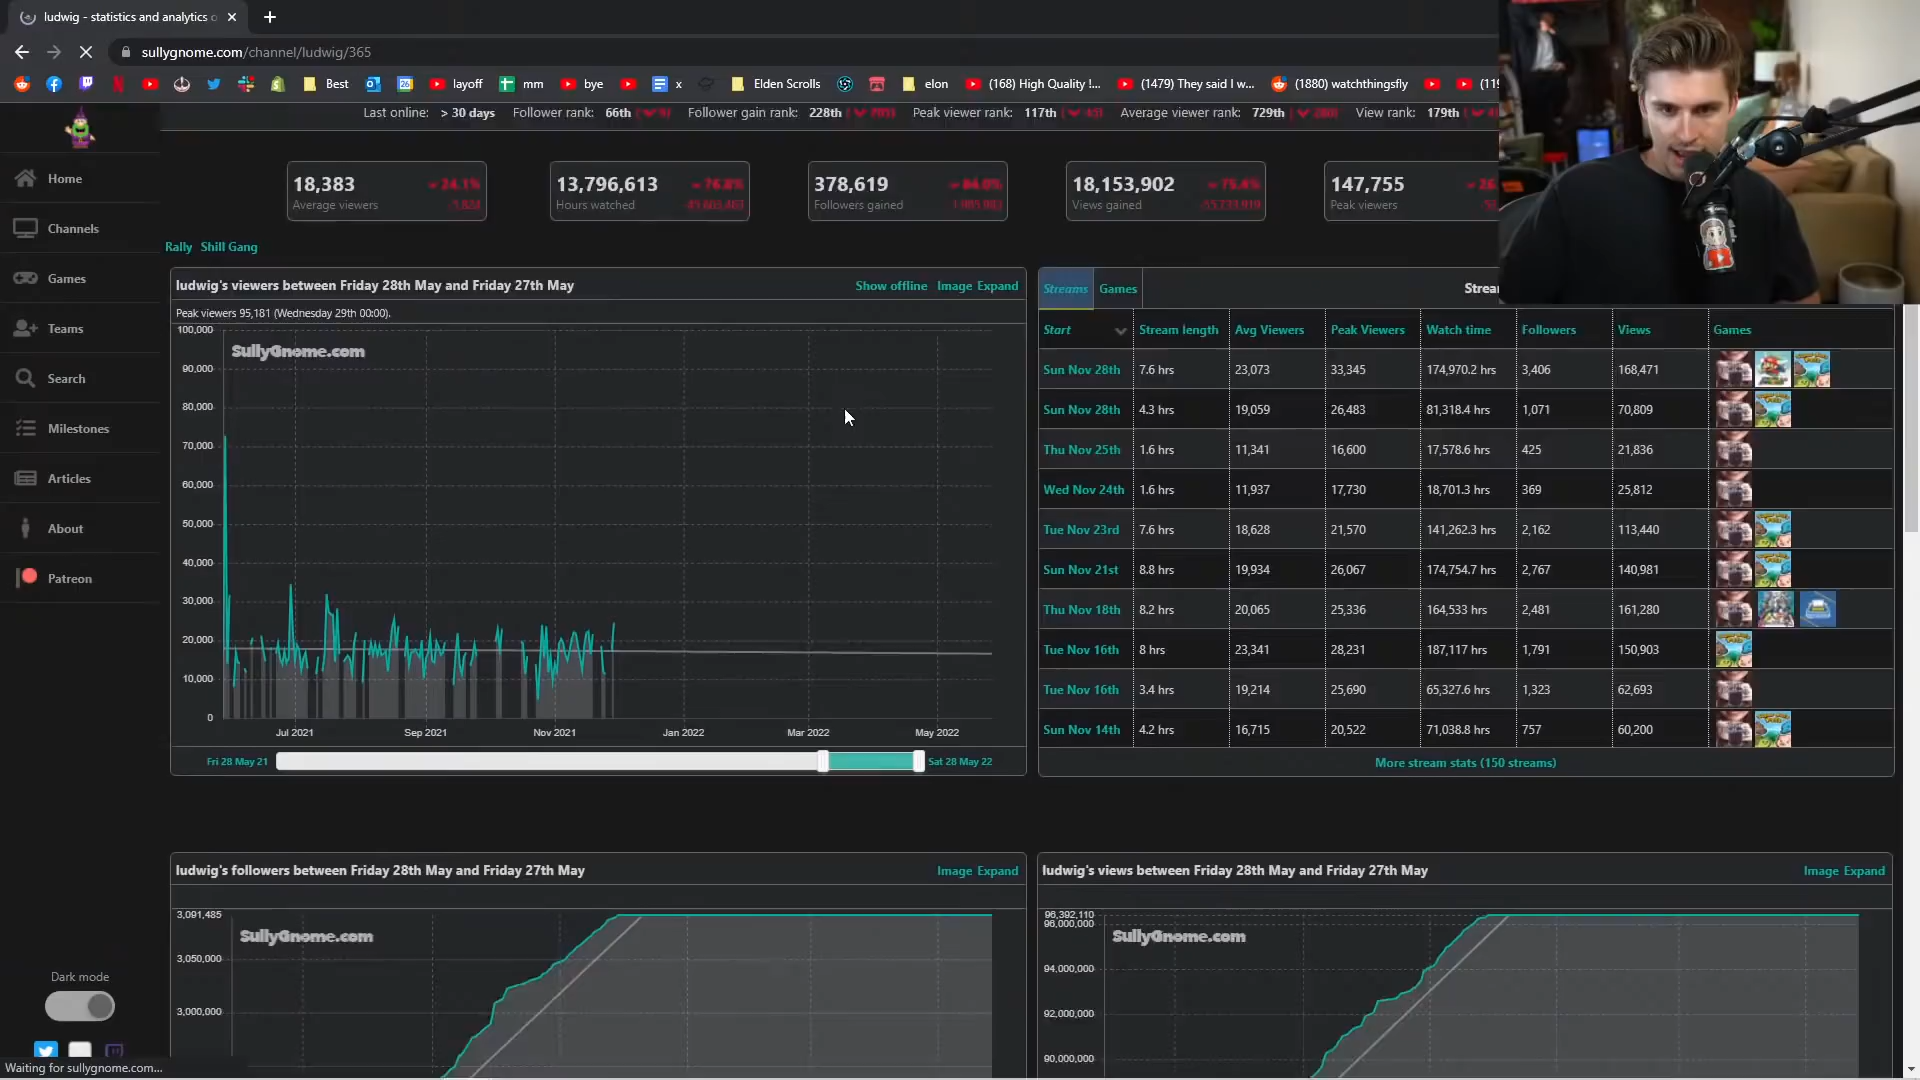 ludwig - statistics and analytics o
sullygnome.com/channel/ludwig/365
Best layoff mm bye x Elden Scrolls elon (168) High Quality !... (1479) They said I w... (1880) watchthingsfly (119
Last online: > 30 days Follower rank: 66th Follower gain rank: 228th Peak viewer rank: 117th Average viewer rank: 729th View rank: 179th
Home
Channels
Games
Teams
Search
Milestones
Articles
About
Patreon
Dark mode
18,383 24.1%
Average viewers
13,796,613 76.8%
Hours watched
378,619 84.0%
Followers gained
18,153,902 75.4%
Views gained
147,755
Peak viewers
Rally Shill Gang
ludwig's viewers between Friday 28th May and Friday 27th May Show offline Image Expand
Peak viewers 95,181 (Wednesday 29th 00:00).
SullyGnome.com
100,000
90,000
80,000
70,000
60,000
50,000
40,000
30,000
20,000
10,000
0
Jul 2021 Sep 2021 Nov 2021 Jan 2022 Mar 2022 May 2022
Fri 28 May 21 Sat 28 May 22
Streams Games Strea
Start Stream length Avg Viewers Peak Viewers Watch time Followers Views Games
Sun Nov 28th 7.6 hrs 23,073 33,345 174,970.2 hrs 3,406 168,471
Sun Nov 28th 4.3 hrs 19,059 26,483 81,318.4 hrs 1,071 70,809
Thu Nov 25th 1.6 hrs 11,341 16,600 17,578.6 hrs 425 21,836
Wed Nov 24th 1.6 hrs 11,937 17,730 18,701.3 hrs 369 25,812
Tue Nov 23rd 7.6 hrs 18,628 21,570 141,262.3 hrs 2,162 113,440
Sun Nov 21st 8.8 hrs 19,934 26,067 174,754.7 hrs 2,767 140,981
Thu Nov 18th 8.2 hrs 20,065 25,336 164,533 hrs 2,481 161,280
Tue Nov 16th 8 hrs 23,341 28,231 187,117 hrs 1,791 150,903
Tue Nov 16th 3.4 hrs 19,214 25,690 65,327.6 hrs 1,323 62,693
Sun Nov 14th 4.2 hrs 16,715 20,522 71,038.8 hrs 757 60,200
More stream stats (150 streams)
ludwig's followers between Friday 28th May and Friday 27th May Image Expand
3,091,485
SullyGnome.com
3,050,000
3,000,000
ludwig's views between Friday 28th May and Friday 27th May Image Expand
96,392,110
96,000,000
SullyGnome.com
94,000,000
92,000,000
90,000,000
Waiting for sullygnome.com...